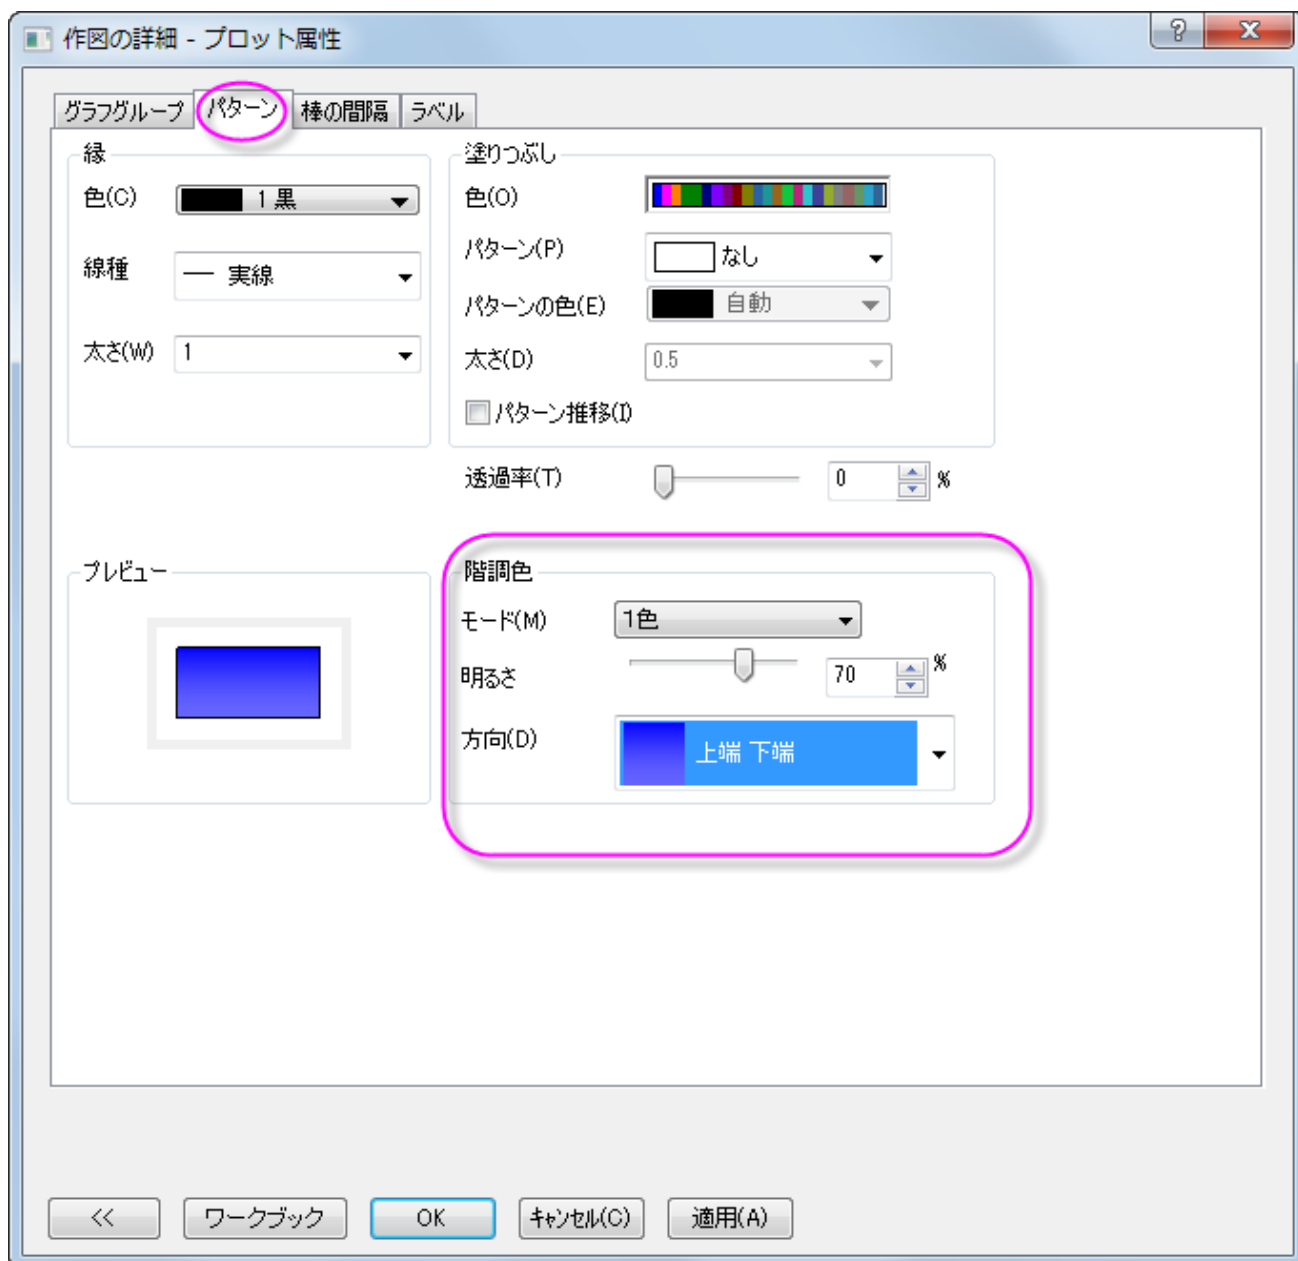 作図の詳細 - プロット属性
グラフグループ パターン 棒の間隔 ラベル
縁
色(C) 1 黒
線種 実線
太さ(W) 1
塗りつぶし
色(O)
パターン(P) なし
パターンの色(E) 自動
太さ(D) 0.5
パターン推移(I)
透過率(T) 0 %
プレビュー
階調色
モード(M) 1色
明るさ 70 %
方向(D) 上端 下端
<< ワークブック OK キャンセル(C) 適用(A)